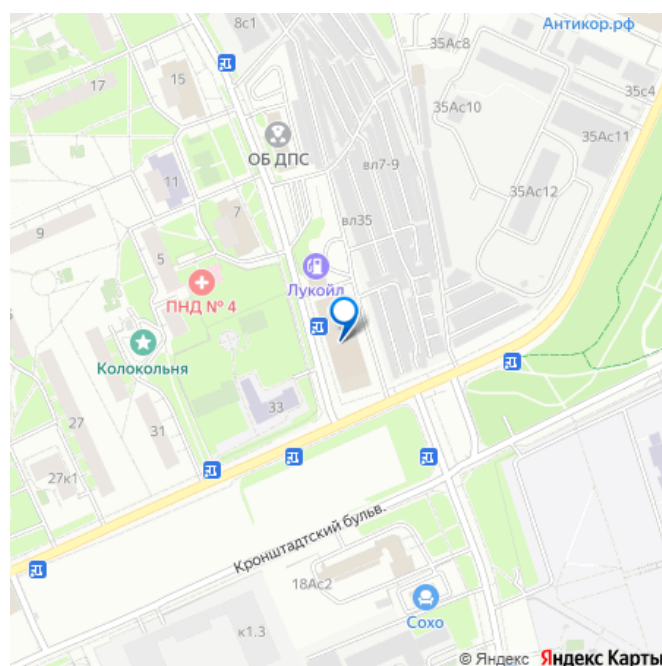 8с1
Антикор.рф
35Ас8
15
17
35с4
35Ас10
35Ас11
ОБ ДПС
вл7-9
11
35Ас12
7
вл35
9
5
Лукойл
ПНД № 4
Колокольня
33
27
31
27к1
Кронштадтский бульв.
18Ас2
Сохо
к1.3
© Яндекс Яндекс Карты